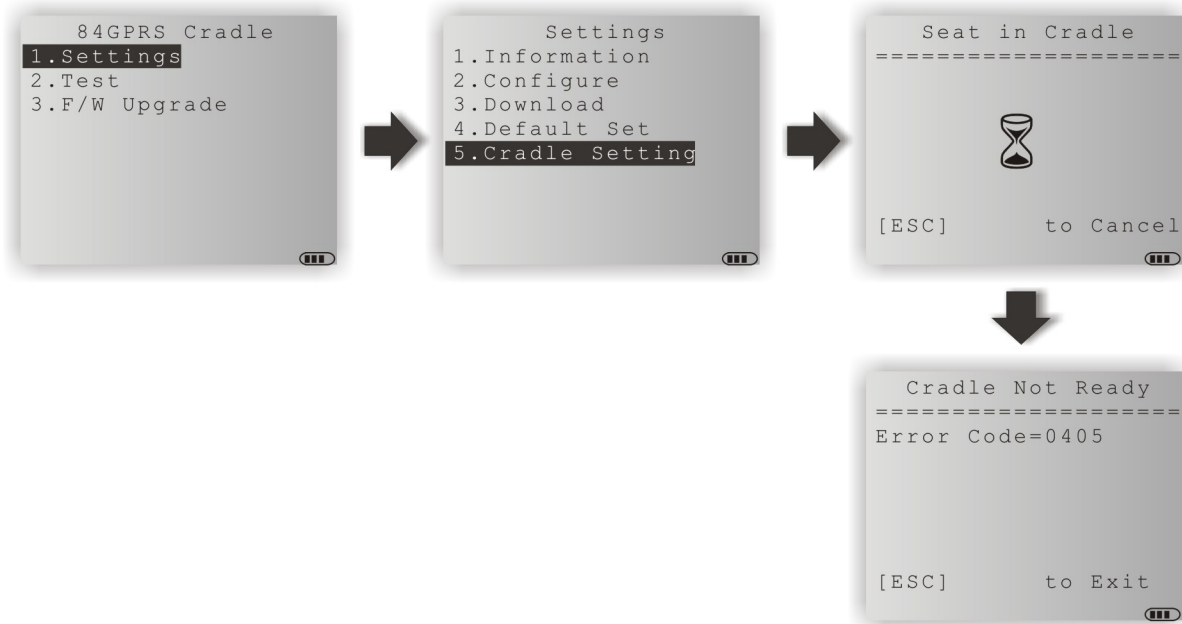 84GPRS Cradle
1.Settings
2.Test
3.F/W Upgrade
Settings
1.Information
2.Configure
3.Download
4.Default Set
5.Cradle Setting
Seat in Cradle
====================
[ESC] to Cancel
Cradle Not Ready
====================
Error Code=0405
[ESC] to Exit